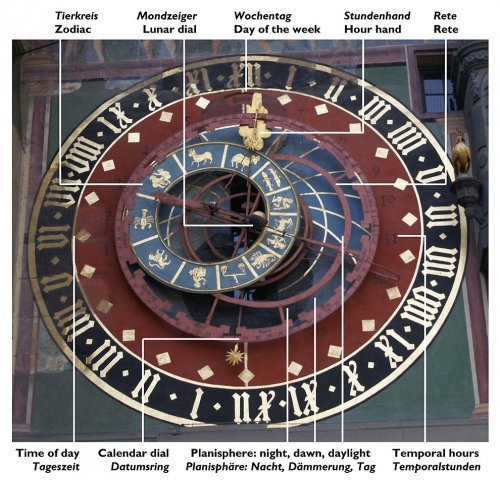 Tierkreis
Zodiac
Mondzeiger
Lunar dial
Wochentag
Day of the week
Stundenhand
Hour hand
Rete
Rete
Time of day
Tageszeit
Calendar dial
Datumsring
Planisphere: night, dawn, daylight
Planisphäre: Nacht, Dämmerung, Tag
Temporal hours
Temporalstunden